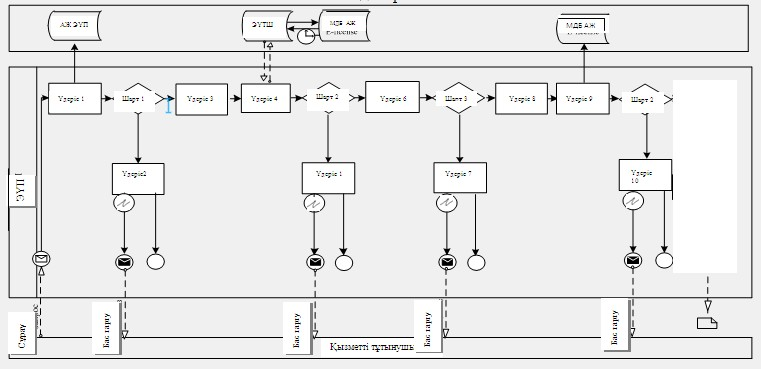 АЖ ЭҮП
ЭҮТШ
МДБ АЖ
МДБ АЖ
Үдеріс 1
Шарт 1
Үдеріс 3
Үдеріс 4
Шарт 2
Үдеріс 6
Шарт 3
Үдеріс 8
Үдеріс 9
Шарт 2
Үдеріс2
Үдеріс 1
Үдеріс 7
Үдеріс
10
ЭҮП
Сұрау
Бас тарту
Бас тарту
Бас тарту
Бас тарту
Қызметті тұтынушы